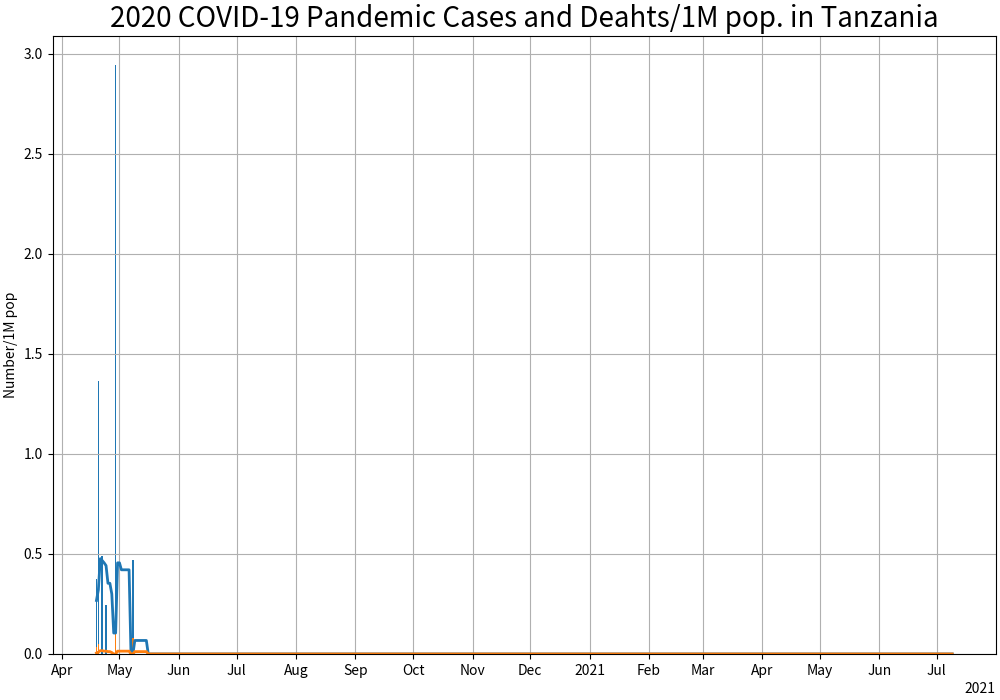 2020 COVID-19 Pandemic Cases and Deahts/1M pop. in Tanzania
Number/1M pop
3.0
2.5
2.0
1.5
1.0
0.5
0.0
Apr May Jun Jul Aug Sep Oct Nov Dec 2021 Feb Mar Apr May Jun Jul
2021